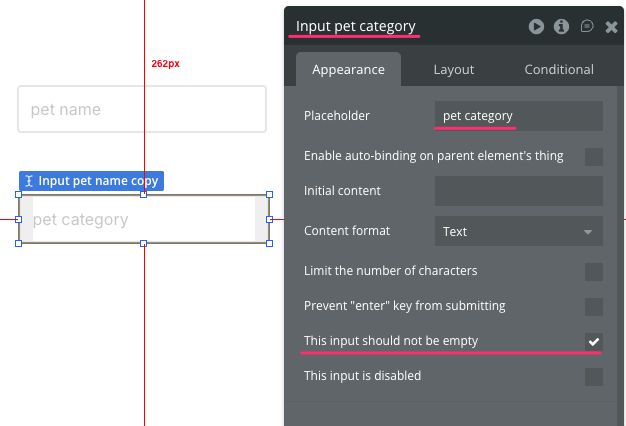 Input pet category
262px
Appearance
Layout
Conditional
pet name
Placeholder
pet category
Enable auto-binding on parent element's thing
Input pet name copy
Initial content
pet category
Content format
Text
Limit the number of characters
Prevent "enter" key from submitting
This input should not be empty
This input is disabled